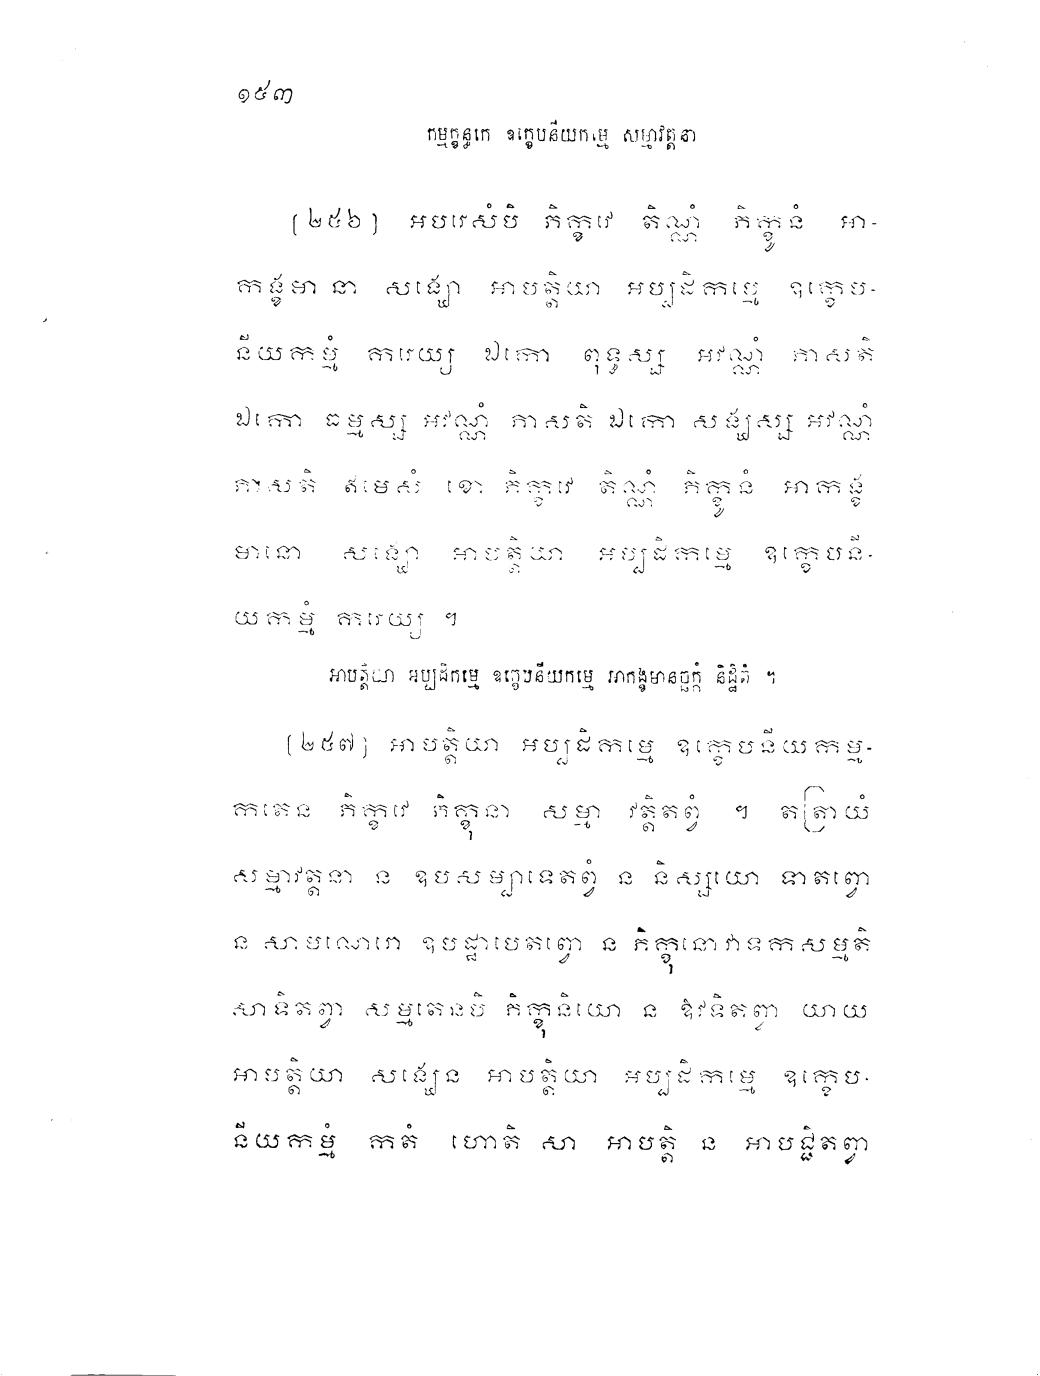 ១៥៣
កម្មក្ខន្ធកេ ឧក្ខេបនីយកម្មេ សម្មាវត្តនា
(២៥៦) អបរេសំបិ ភិក្ខវេ តិណ្ណំ ភិក្ខូនំ អា-
កង្ខមានា សង្ឃោ អាបត្តិយា អប្បដិកម្មេ ឧក្ខេប-
នីយកម្មំ ករេយ្យ ឯកោ ពុទ្ធស្ស អវណ្ណំ ភាសតិ
ឯកោ ធម្មស្ស អវណ្ណំ ភាសតិ ឯកោ សង្ឃស្ស អវណ្ណំ
ភាសតិ ឥមេសំ ខោ ភិក្ខវេ តិណ្ណំ ភិក្ខូនំ អាកង្ខ
មានោ សង្ឃោ អាបត្តិយា អប្បដិកម្មេ ឧក្ខេបនី-
យកម្មំ ករេយ្យ ។
អាបត្តិយា អប្បដិកម្មេ ឧក្ខេបនីយកម្មេ អាកង្ខមានច្ឆក្កំ និដ្ឋិតំ ។
(២៥៧) អាបត្តិយា អប្បដិកម្មេ ឧក្ខេបនីយកម្ម-
កតេន ភិក្ខវេ ភិក្ខុនា សម្មា វត្តិតព្វំ ។ តត្រាយំ
សម្មាវត្តនា ន ឧបសម្បាទេតព្វំ ន និស្សយោ ទាតព្វោ
ន សាមណេរោ ឧបដ្ឋាបេតព្វោ ន ភិក្ខុនោវាទកសម្មតិ
សាទិតព្វា សម្មតេនបិ ភិក្ខុនិយោ ន ឱវទិតព្វា យាយ
អាបត្តិយា សង្ឃេន អាបត្តិយា អប្បដិកម្មេ ឧក្ខេប-
នីយកម្មំ កតំ ហោតិ សា អាបត្តិ ន អាបជ្ជិតព្វា